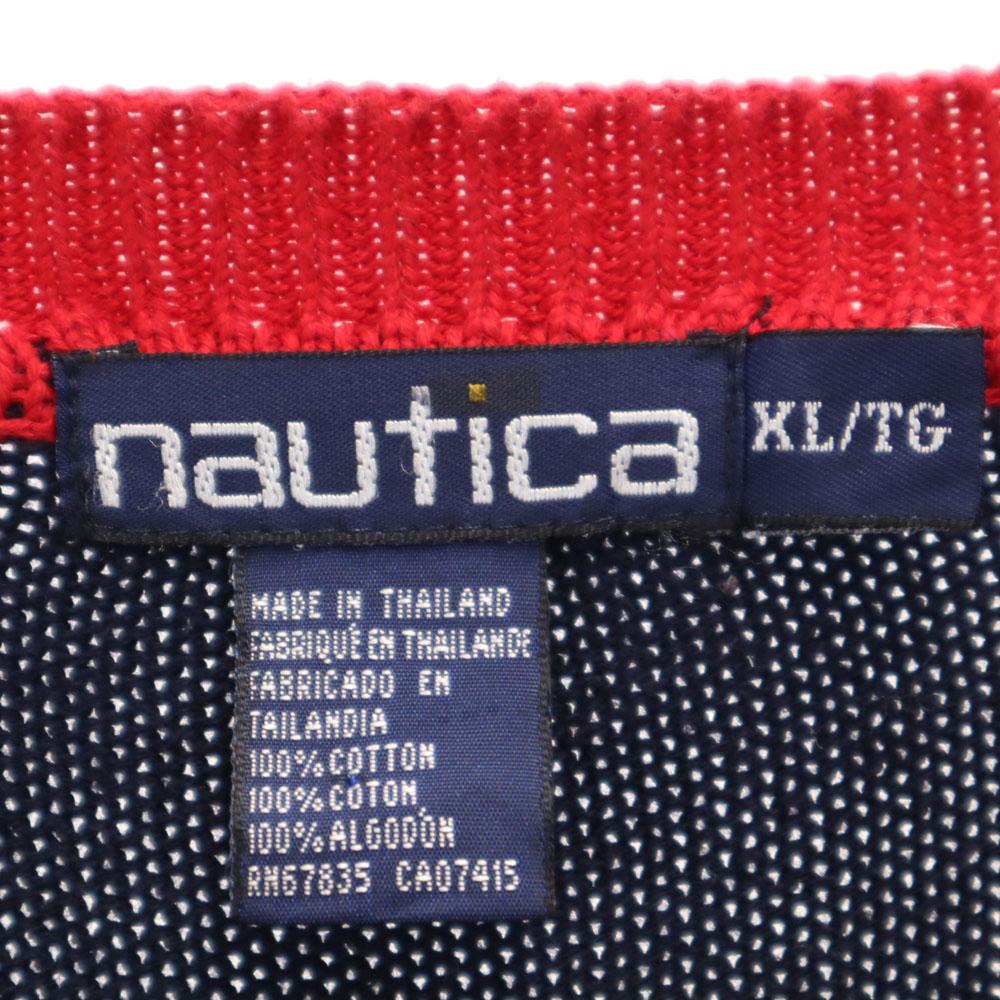 nautica
XL/TG
MADE IN THAILAND
FABRIQUÉ EN THAILANDE
FABRICADO EN
TAILANDIA
100% COTTON
100% COTON
100% ALGODÓN
RN67835 CA07415